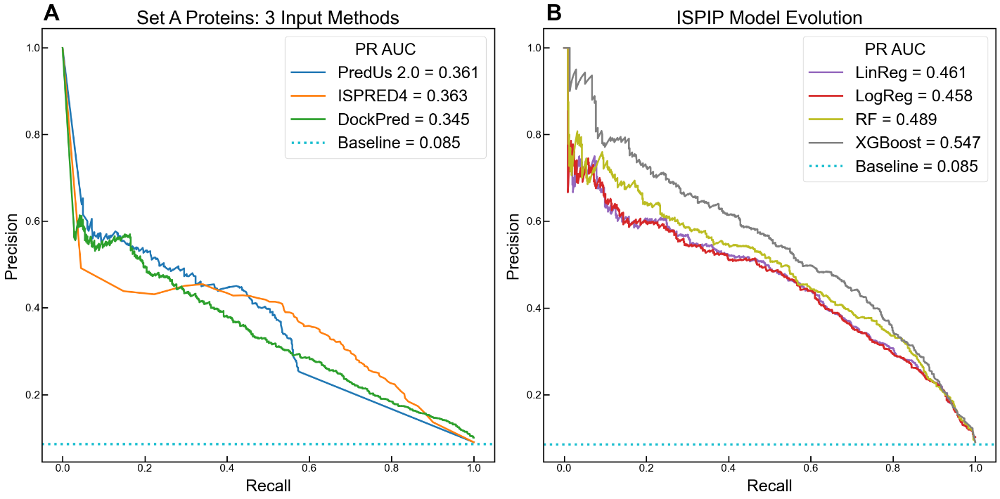 A
Set A Proteins: 3 Input Methods
PR AUC
PredUs 2.0 = 0.361
ISPRED4 = 0.363
DockPred = 0.345
Baseline = 0.085
Precision
1.0
0.8
0.6
0.4
0.2
0.0
0.2
0.4
0.6
0.8
1.0
Recall
B
ISPIP Model Evolution
PR AUC
LinReg = 0.461
LogReg = 0.458
RF = 0.489
XGBoost = 0.547
Baseline = 0.085
Precision
1.0
0.8
0.6
0.4
0.2
0.0
0.2
0.4
0.6
0.8
1.0
Recall